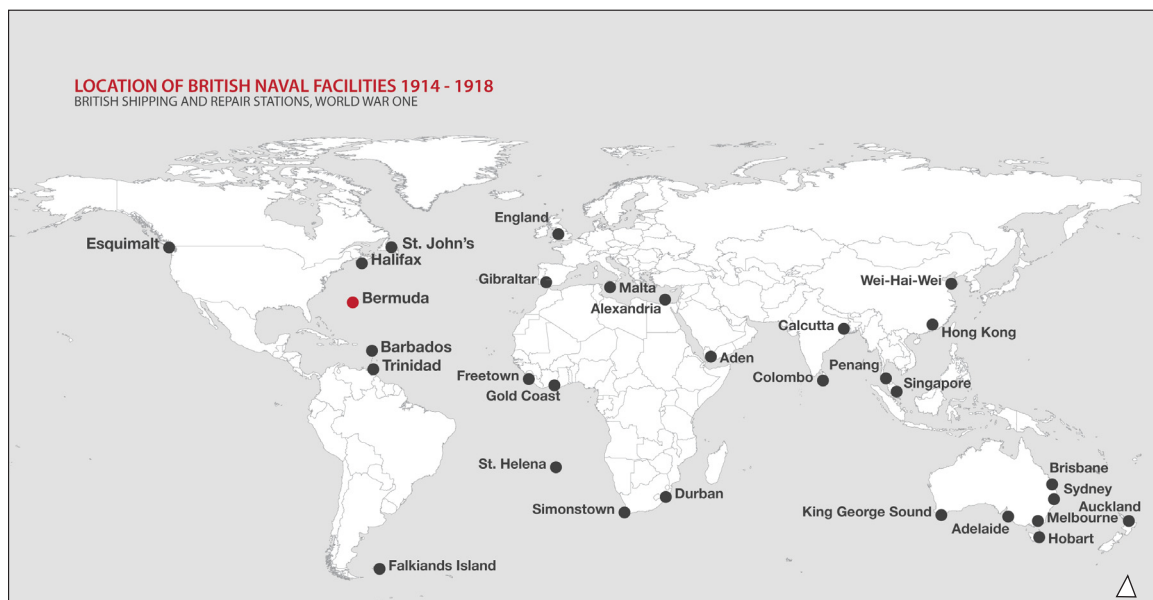 LOCATION OF BRITISH NAVAL FACILITIES 1914 - 1918
BRITISH SHIPPING AND REPAIR STATIONS, WORLD WAR ONE
England
Esquimalt
St. John's
Halifax
Gibraltar
Malta
Wei-Hai-Wei
Bermuda
Alexandria
Calcutta
Hong Kong
Barbados
Aden
Trinidad
Freetown
Colombo
Penang
Singapore
Gold Coast
St. Helena
Brisbane
Durban
Sydney
Simonstown
King George Sound
Auckland
Adelaide
Melbourne
Hobart
Falkiands Island